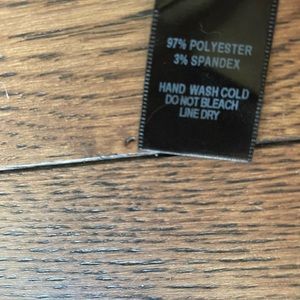 97% POLYESTER
3% SPANDEX
HAND WASH COLD
DO NOT BLEACH
LINE DRY